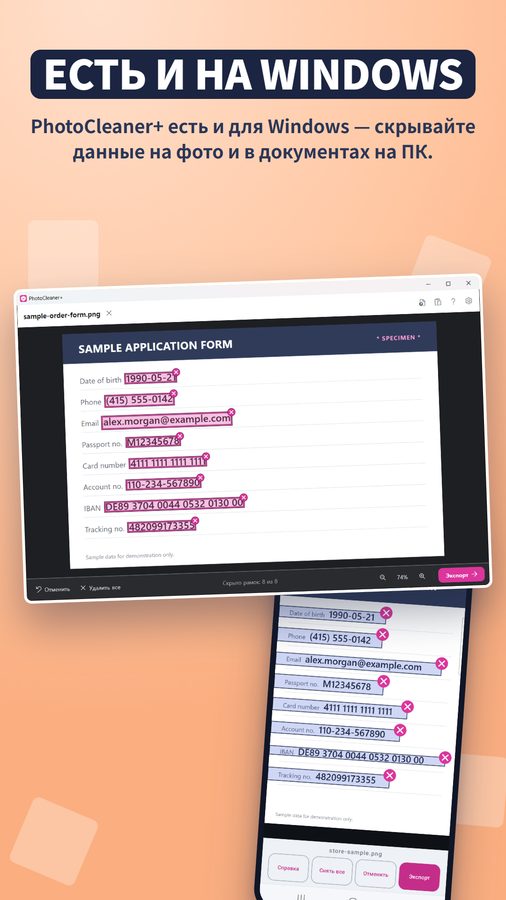 ЕСТЬ И НА WINDOWS
PhotoCleaner+ есть и для Windows — скрывайте
данные на фото и в документах на ПК.
PhotoCleaner+
sample-order-form.png
SAMPLE APPLICATION FORM
* SPECIMEN *
Date of birth 1990-05-21
Phone (415) 555-0142
Email alex.morgan@example.com
Passport no. M12345678
Card number 4111 1111 1111 1111
Account no. 110-234-567890
IBAN DE89 3704 0044 0532 0130 00
Tracking no. 482099173355
Sample data for demonstration only.
Отменить
Удалить все
Скрыто рамок: 8 из 8
74%
Экспорт
Date of birth 1990-05-21
Phone (415) 555-0142
Email alex.morgan@example.com
Passport no. M12345678
Card number 4111 1111 1111 1111
Account no. 110-234-567890
IBAN DE89 3704 0044 0532 0130 00
Tracking no. 482099173355
Sample data for demonstration only.
store-sample.png
Справка
Снять все
Отменить
Экспорт